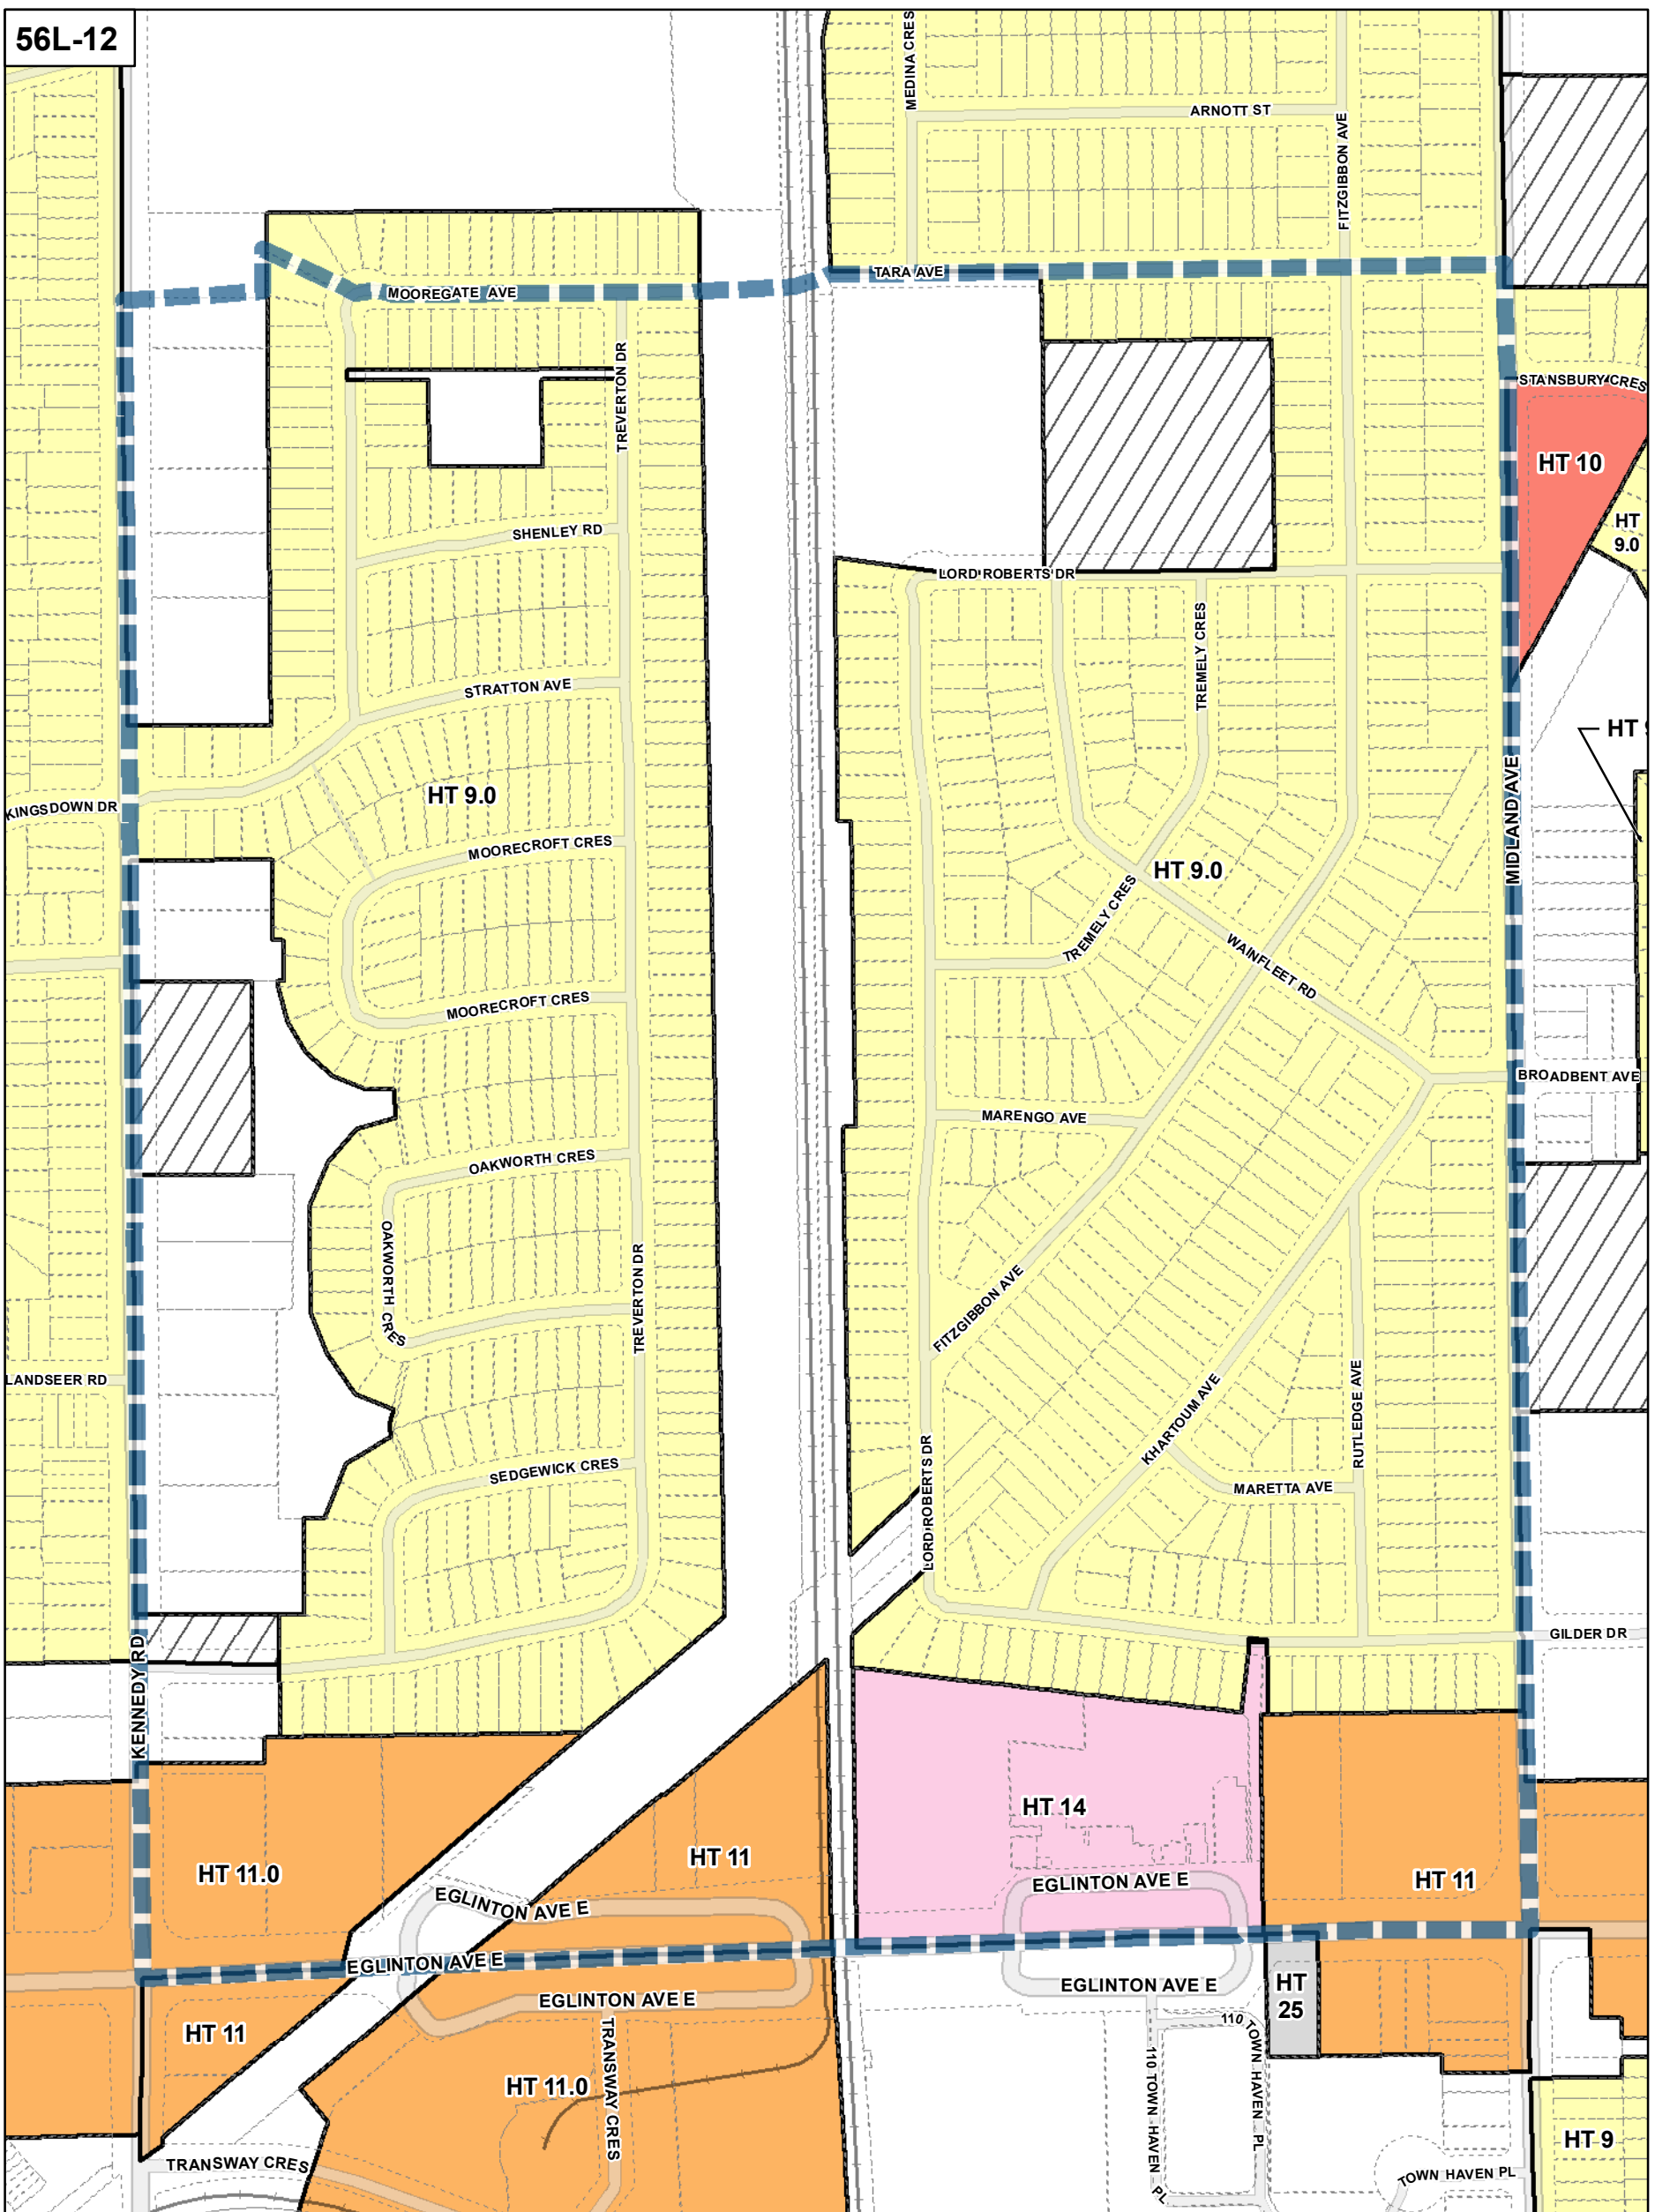 56L-12
MEDINA CRES
ARNOTT ST
FITZGIBBON AVE
TARA AVE
MOOREGATE AVE
TREVERTON DR
STANSBURY CRES
HT 10
HT
9.0
SHENLEY RD
LORD ROBERTS DR
TREMELY CRES
STRATTON AVE
HT
MIDLAND AVE
KINGSDOWN DR
HT 9.0
MOORECROFT CRES
HT 9.0
TREMELY CRES
WAINFLEET RD
MOORECROFT CRES
BROADBENT AVE
MARENGO AVE
OAKWORTH CRES
OAKWORTH CRES
TREVERTON DR
FITZGIBBON AVE
LANDSEER RD
KHARTOUM AVE
RUTLEDGE AVE
SEDGEWICK CRES
MARETTA AVE
LORD ROBERTS DR
GILDER DR
KENNEDY RD
HT 14
HT 11
HT 11.0
HT 11
EGLINTON AVE E
EGLINTON AVE E
EGLINTON AVE E
EGLINTON AVE E
EGLINTON AVE E
HT
25
HT 11
TRANSWAY CRES
110 TOWN HAVEN PL
110 TOWN HAVEN PL
HT 11.0
HT 9
TRANSWAY CRES
TOWN HAVEN PL